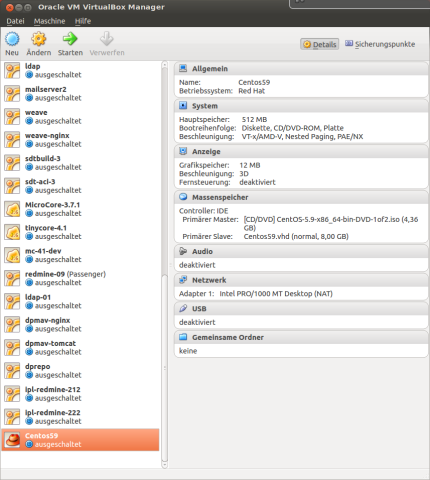 Oracle VM VirtualBox Manager
Datei Maschine Hilfe
Neu Ändern Starten Verwerfen
Details Sicherungspunkte
ldap
ausgeschaltet
mailserver2
ausgeschaltet
weave
ausgeschaltet
weave-nginx
ausgeschaltet
sdtbuild-3
ausgeschaltet
sdt-aci-3
ausgeschaltet
MicroCore-3.7.1
ausgeschaltet
tinycore-4.1
ausgeschaltet
mc-41-dev
ausgeschaltet
redmine-09 (Passenger)
ausgeschaltet
ldap-01
ausgeschaltet
dpmav-nginx
ausgeschaltet
dpmav-tomcat
ausgeschaltet
dprepo
ausgeschaltet
ipl-redmine-212
ausgeschaltet
ipl-redmine-222
ausgeschaltet
Centos59
ausgeschaltet
Allgemein
Name: Centos59
Betriebssystem: Red Hat
System
Hauptspeicher: 512 MB
Bootreihenfolge: Diskette, CD/DVD-ROM, Platte
Beschleunigung: VT-x/AMD-V, Nested Paging, PAE/NX
Anzeige
Grafikspeicher: 12 MB
Beschleunigung: 3D
Fernsteuerung: deaktiviert
Massenspeicher
Controller: IDE
Primärer Master: [CD/DVD] CentOS-5.9-x86_64-bin-DVD-1of2.iso (4,36
GB)
Primärer Slave: Centos59.vhd (normal, 8,00 GB)
Audio
deaktiviert
Netzwerk
Adapter 1: Intel PRO/1000 MT Desktop (NAT)
USB
deaktiviert
Gemeinsame Ordner
keine